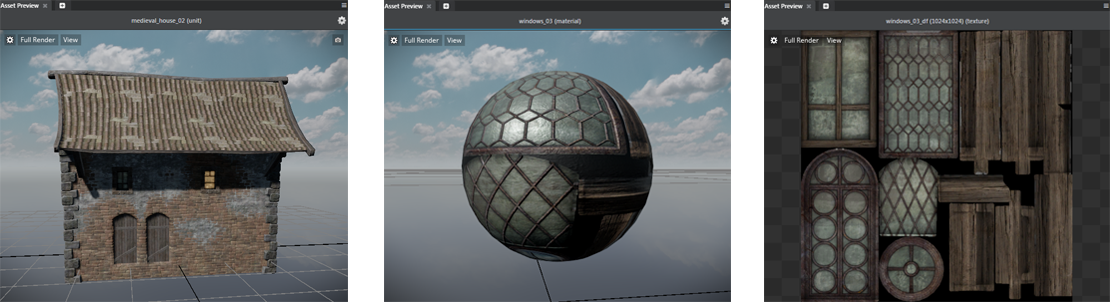 Asset Preview
medieval_house_02 (unit)
Full Render View
Asset Preview
windows_03 (material)
Full Render View
Asset Preview
windows_03_df (1024x1024) (texture)
Full Render View